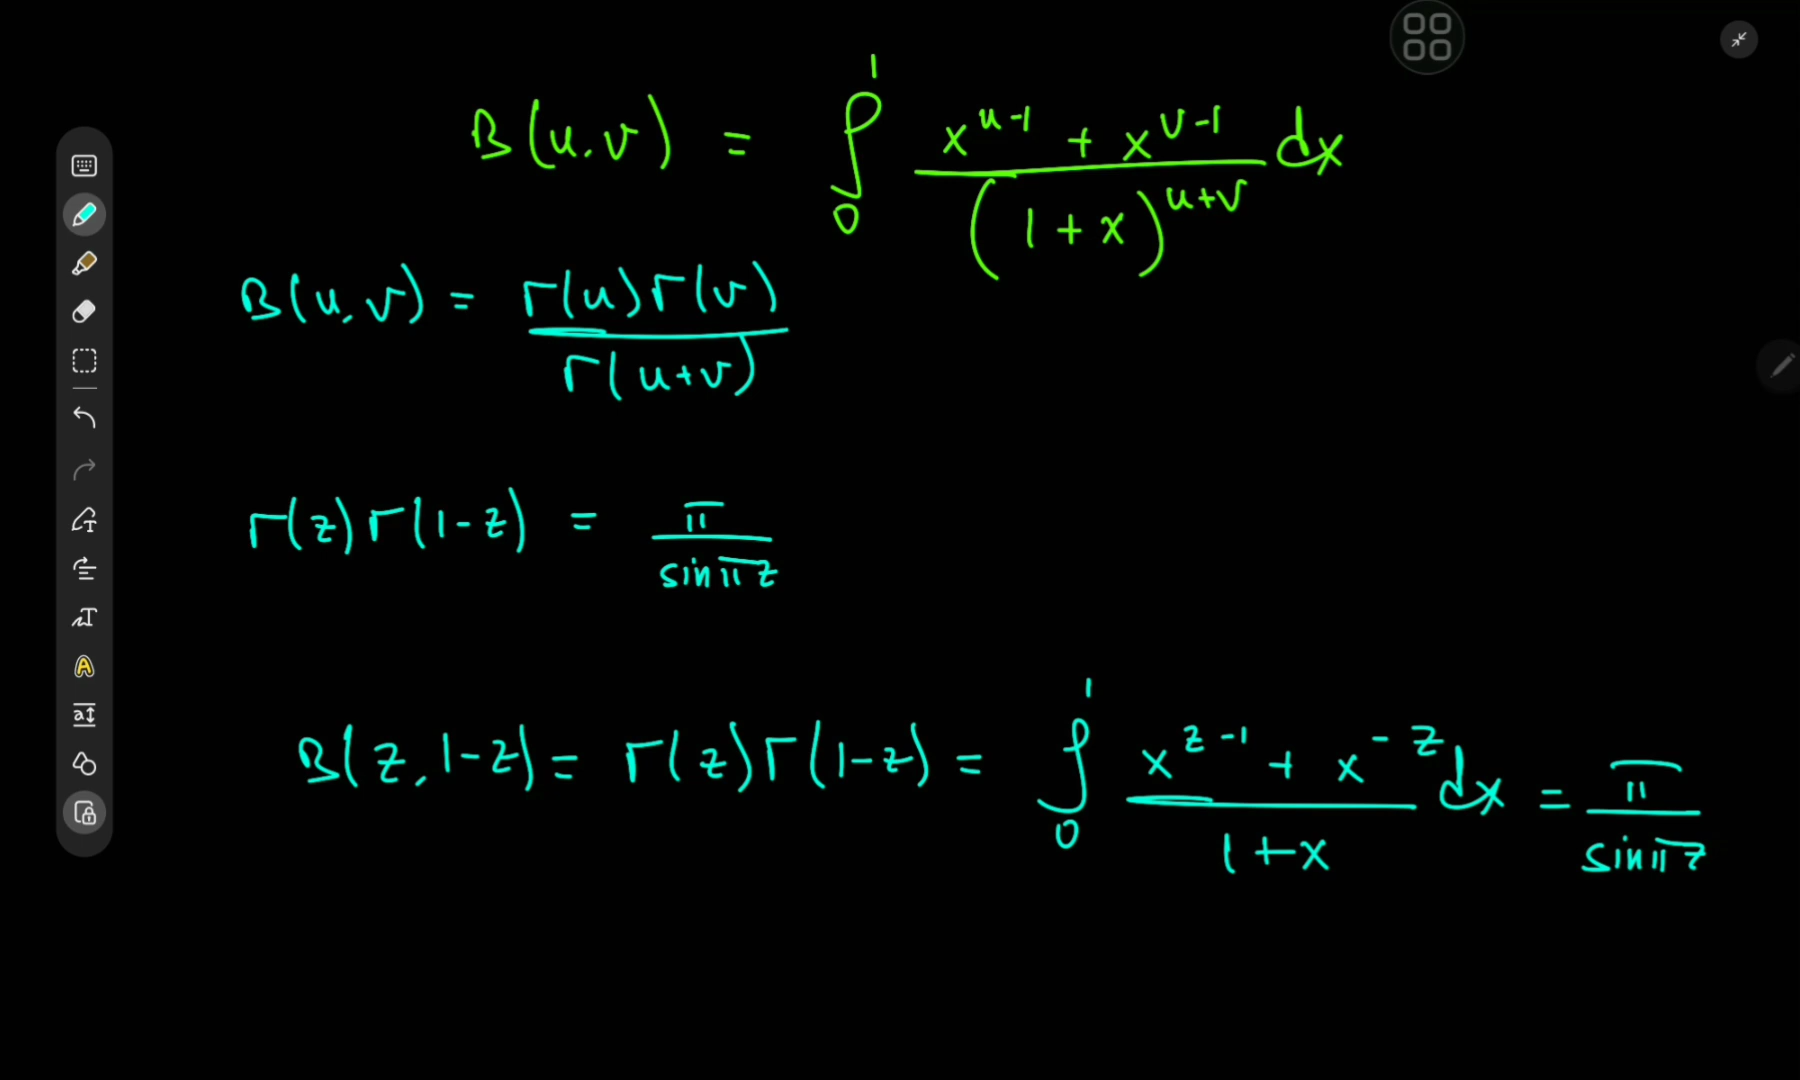 B(u,v) = ∫₀¹ (x^(u-1) + x^(v-1))/(1+x)^(u+v) dx
B(u,v) = Γ(u)Γ(v)/Γ(u+v)
Γ(z)Γ(1-z) = π/sinπz
B(z,1-z) = Γ(z)Γ(1-z) = ∫₀¹ (x^(z-1) + x^(-z))/(1+x) dx = π/sinπz